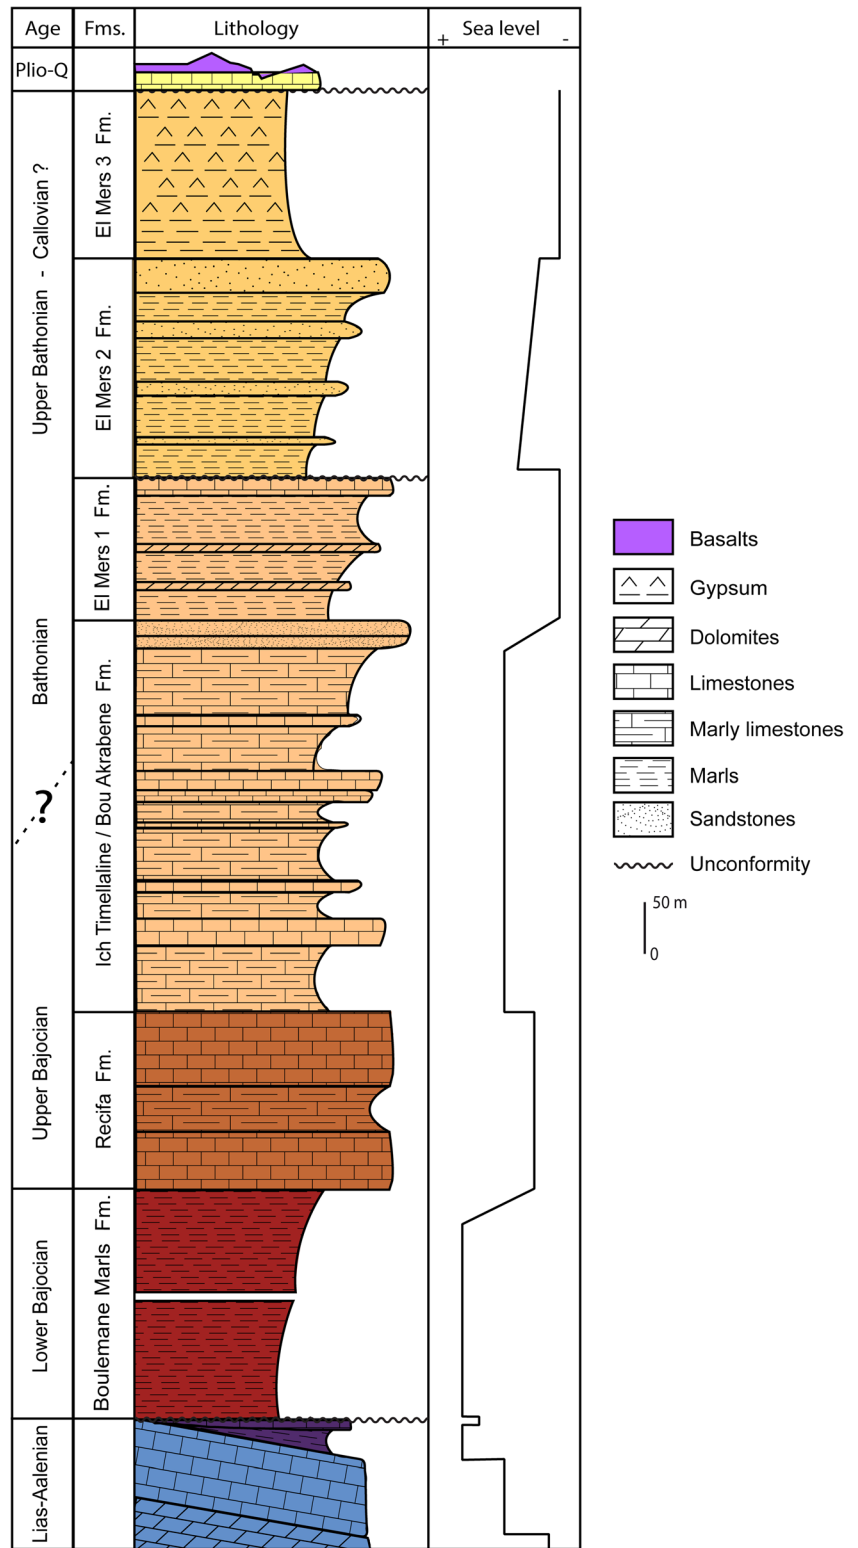 Age Fms. Lithology + Sea level -
Plio-Q
Upper Bathonian - Callovian ?
El Mers 3 Fm.
El Mers 2 Fm.
Bathonian
El Mers 1 Fm.
Ich Timellaline / Bou Akrabene Fm.
?
Upper Bajocian
Recifa Fm.
Lower Bajocian
Boulemane Marls Fm.
Lias-Aalenian
Basalts
Gypsum
Dolomites
Limestones
Marly limestones
Marls
Sandstones
Unconformity
50 m
0